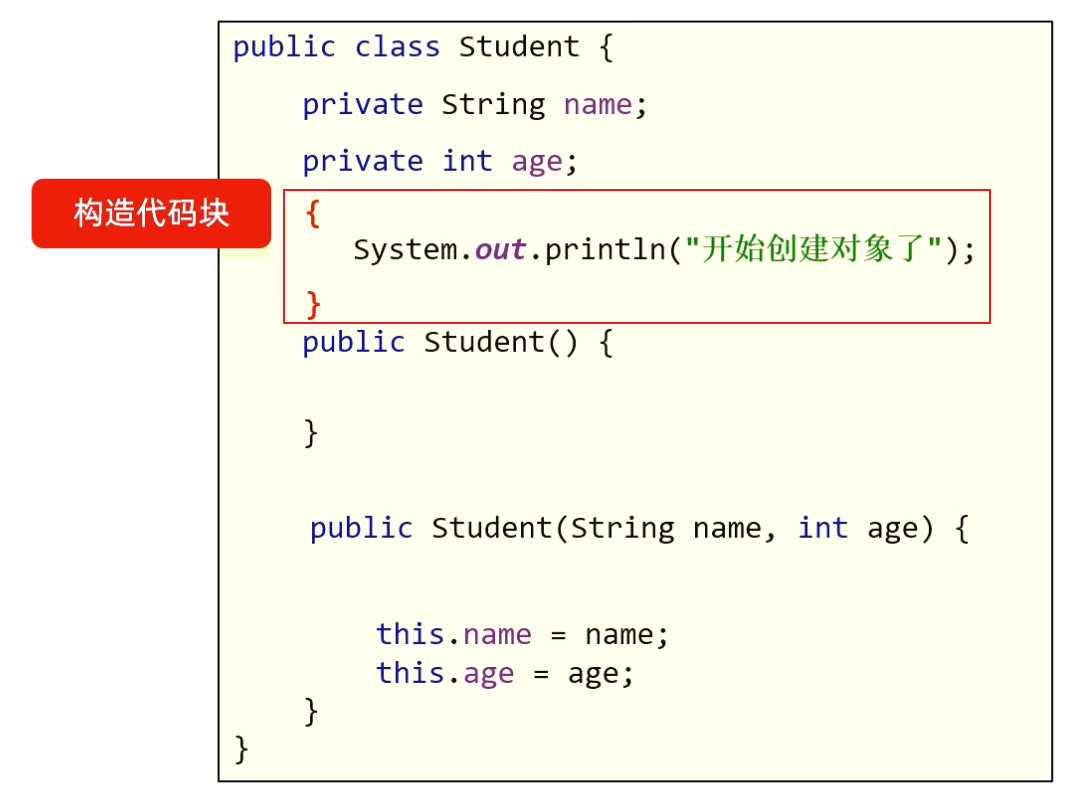 public class Student {
private String name;
private int age;
构造代码块
{
System.out.println("开始创建对象了");
}
public Student() {
}
public Student(String name, int age) {
this.name = name;
this.age = age;
}
}